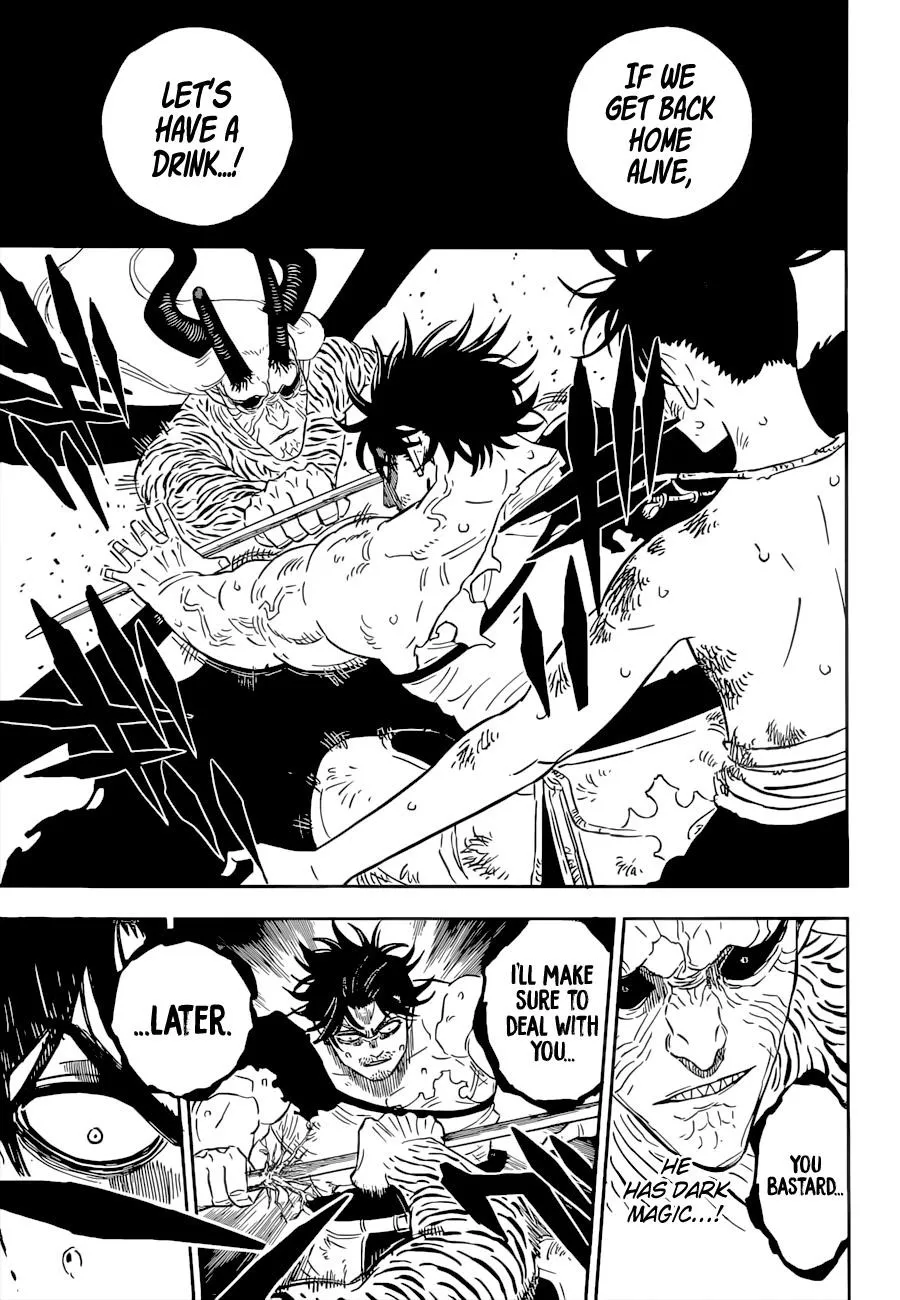 IF WE
GET BACK
HOME
ALIVE,
LET'S
HAVE A
DRINK...!
YOU
BASTARD...
HE
HAS DARK
MAGIC...!
I'LL MAKE
SURE TO
DEAL WITH
YOU...
...LATER.